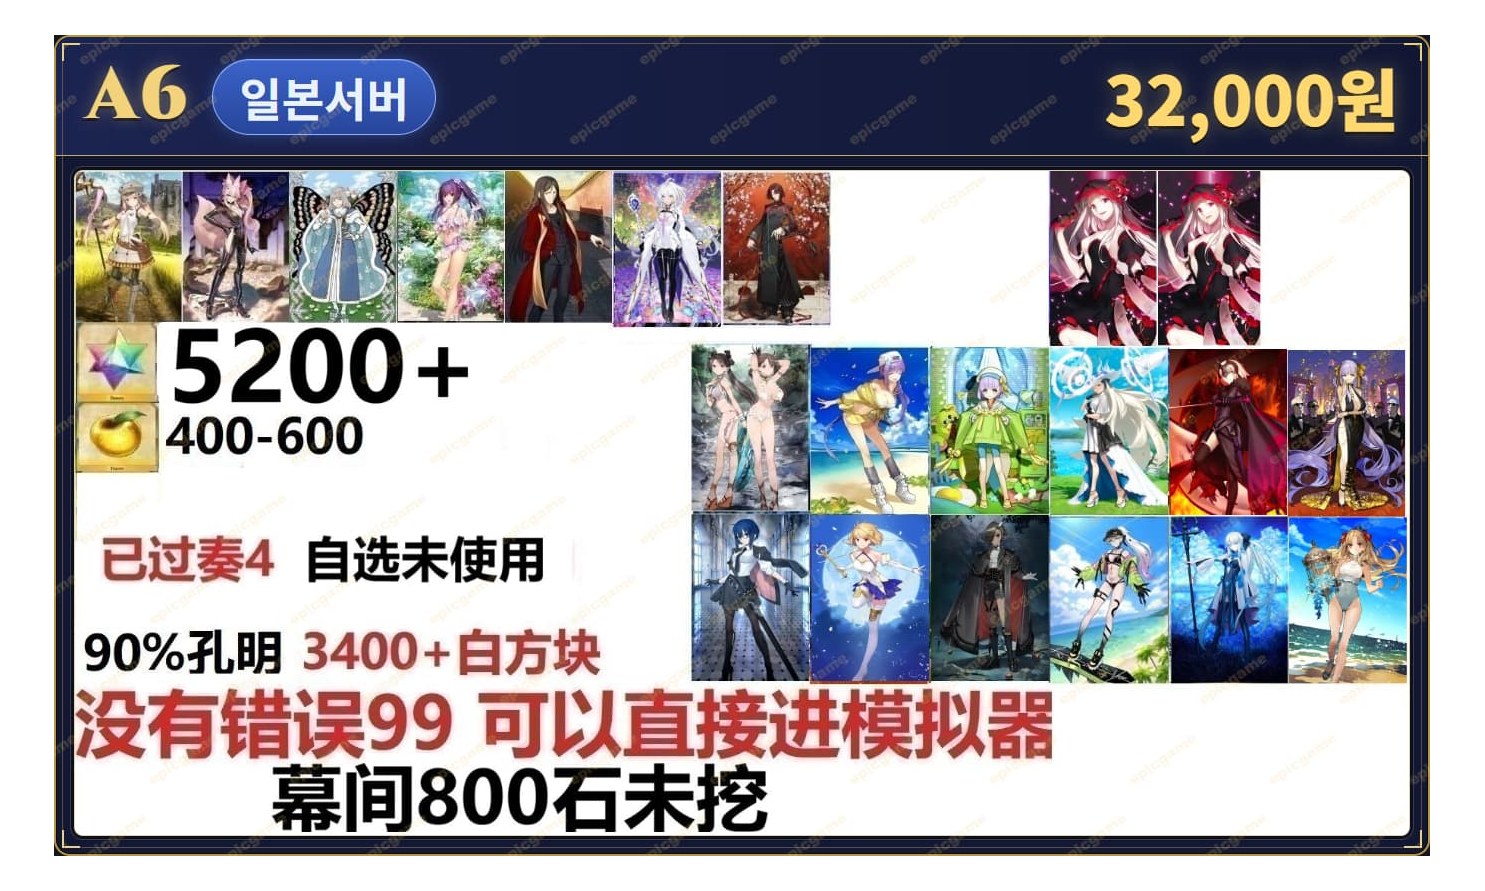 A6 일본서버 32,000원
5200+
400-600
已过奏4 自选未使用
90%孔明 3400+白方块
没有错误99 可以直接进模拟器
幕间800石未挖
epicgame